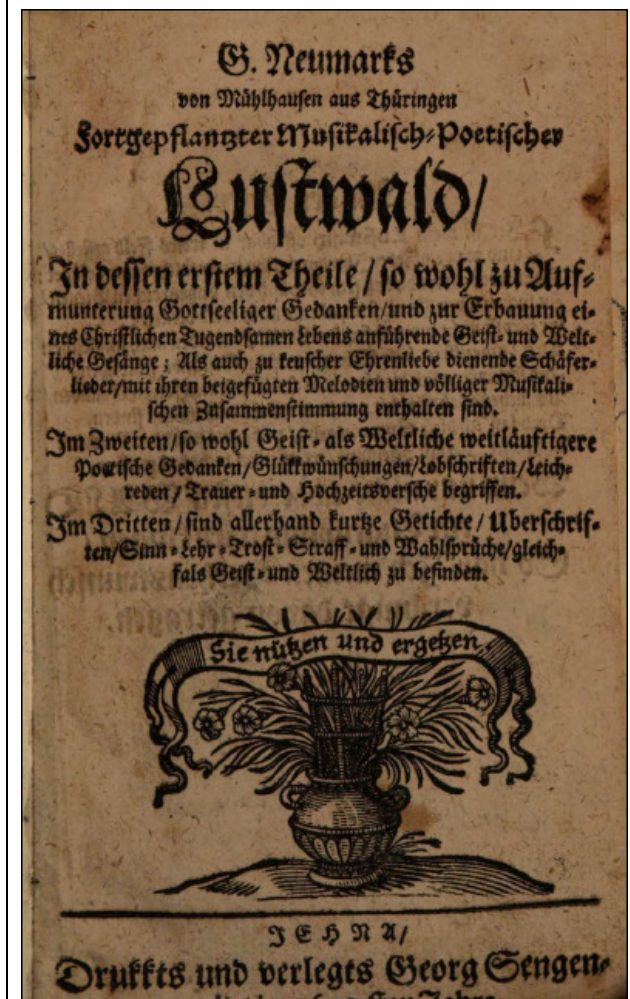 G. Neumarks
von Mühlhausen aus Thüringen
Fortgepflantzter Musikalisch-Poetischer
Lustwald/
In dessen erstem Theile / so wohl zu Auf-
munterung Gottseeliger Gedanken/und zur Erbauung ei-
nes Christlichen Tugendsamen Lebens anführende Geist- und Welt-
liche Gesänge; Als auch zu keuscher Ehrenliebe dienende Schäfer-
lieder/mit ihren beigefügten Melodien und völliger Musikali-
schen Zusammenstimmung enthalten sind.
Im Zweiten/so wohl Geist- als Weltliche weitläuftigere
Poetische Gedanken/Glükkwünschungen/Lobschriften/Leich-
reden / Trauer- und Hochzeitsversche begriffen.
Im Dritten / sind allerhand kurtze Getichte / Uberschrif-
ten/Sinn-Lehr-Trost-Straff-und Wahlsprüche/gleich-
fals Geist- und Weltlich zu befinden.
Sie nützen und ergetzen.
JEHNA/
Drukkts und verlegts Georg Sengen-